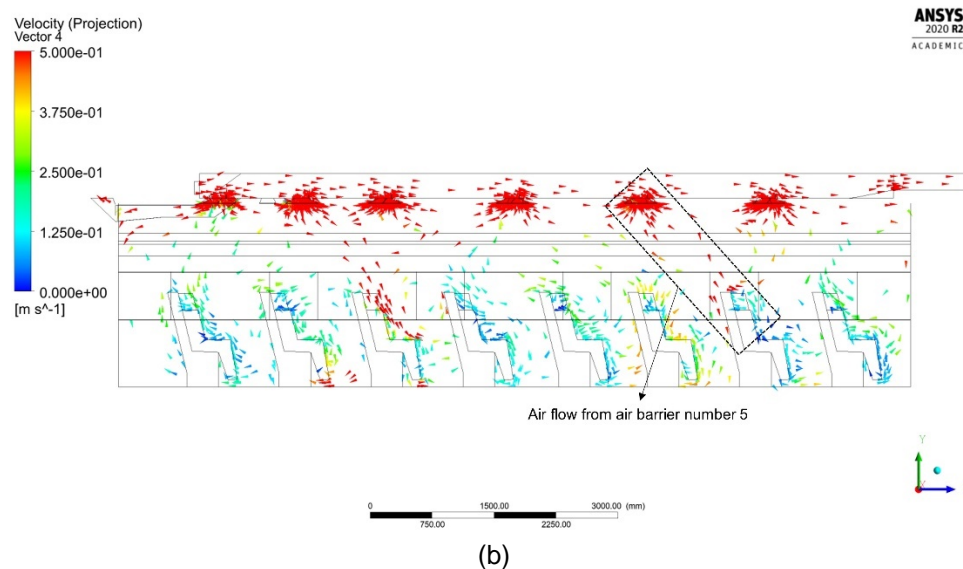 Velocity (Projection)
Vector 4
5.000e-01
3.750e-01
2.500e-01
1.250e-01
0.000e+00
[m s^-1]
ANSYS
2020 R2
ACADEMIC
Air flow from air barrier number 5
Y
0 1500.00 3000.00 (mm)
750.00 2250.00
(b)